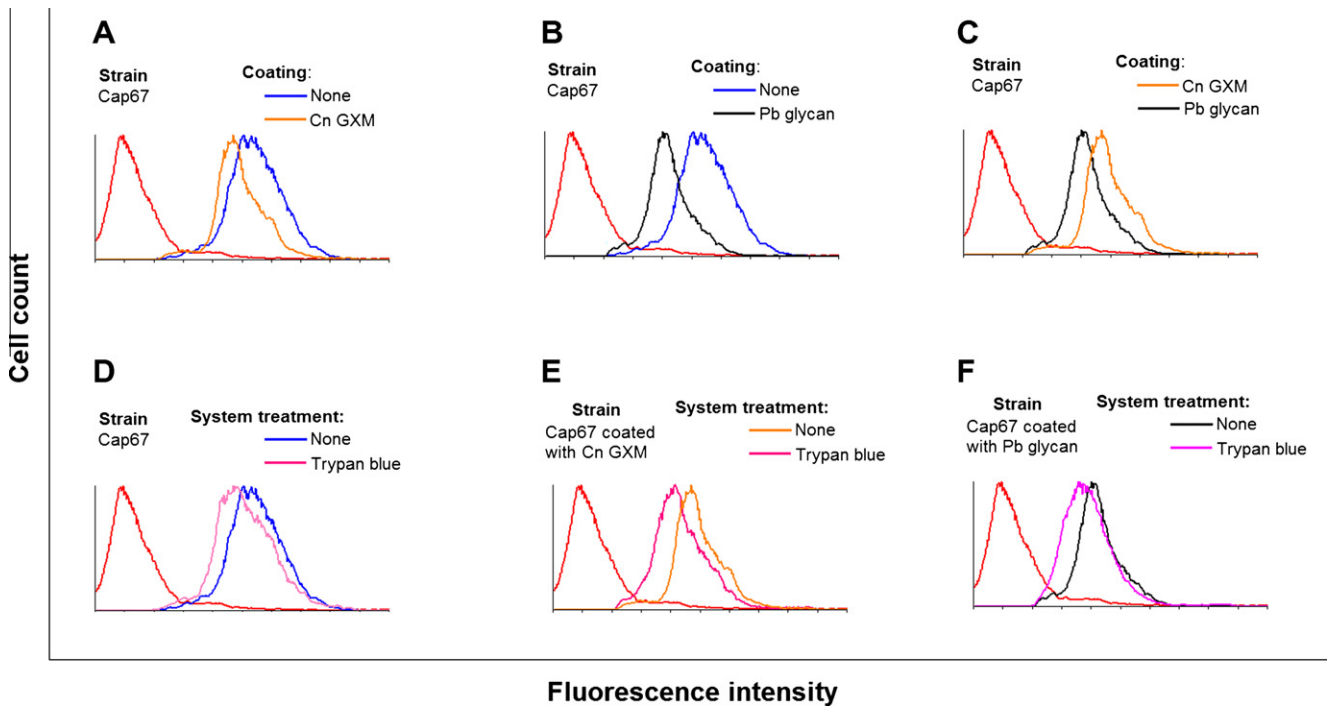 A
Strain
Cap67
Coating:
None
Cn GXM
B
Strain
Cap67
Coating:
None
Pb glycan
C
Strain
Cap67
Coating:
Cn GXM
Pb glycan
Cell count
D
Strain
Cap67
System treatment:
None
Trypan blue
E
Strain
Cap67 coated
with Cn GXM
System treatment:
None
Trypan blue
F
Strain
Cap67 coated
with Pb glycan
System treatment:
None
Trypan blue
Fluorescence intensity